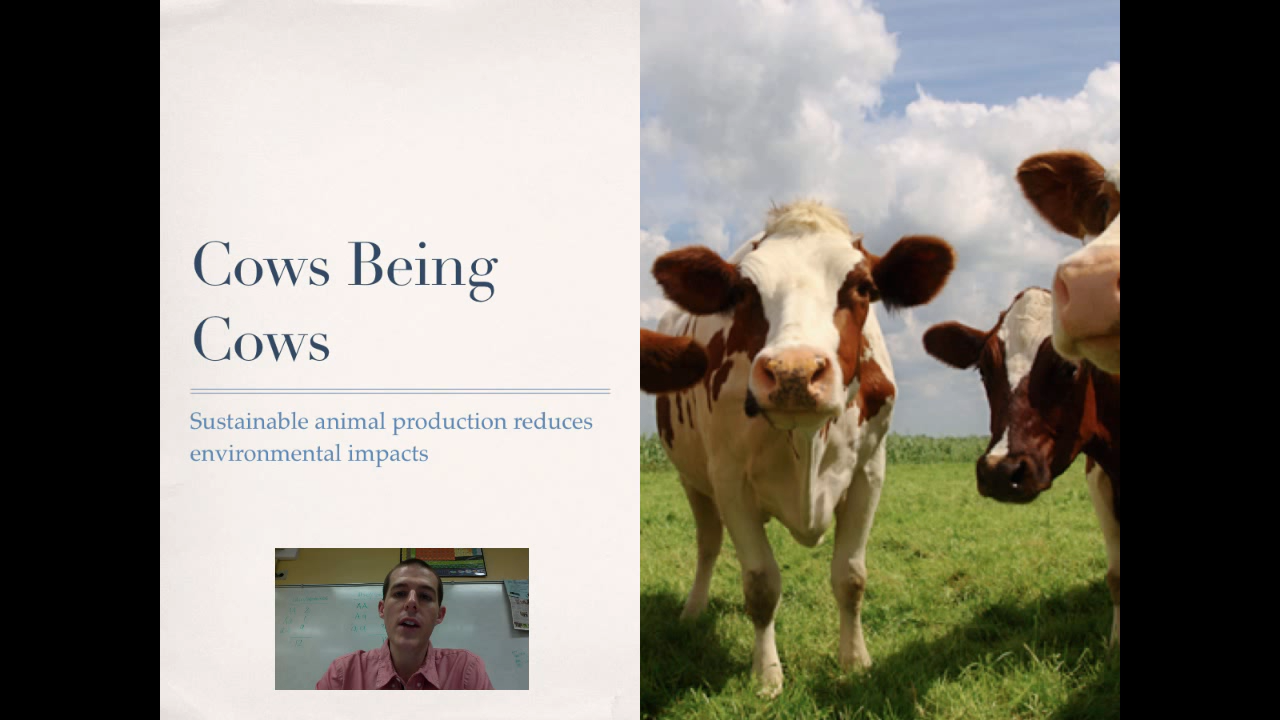 Cows Being
Cows
Sustainable animal production reduces
environmental impacts